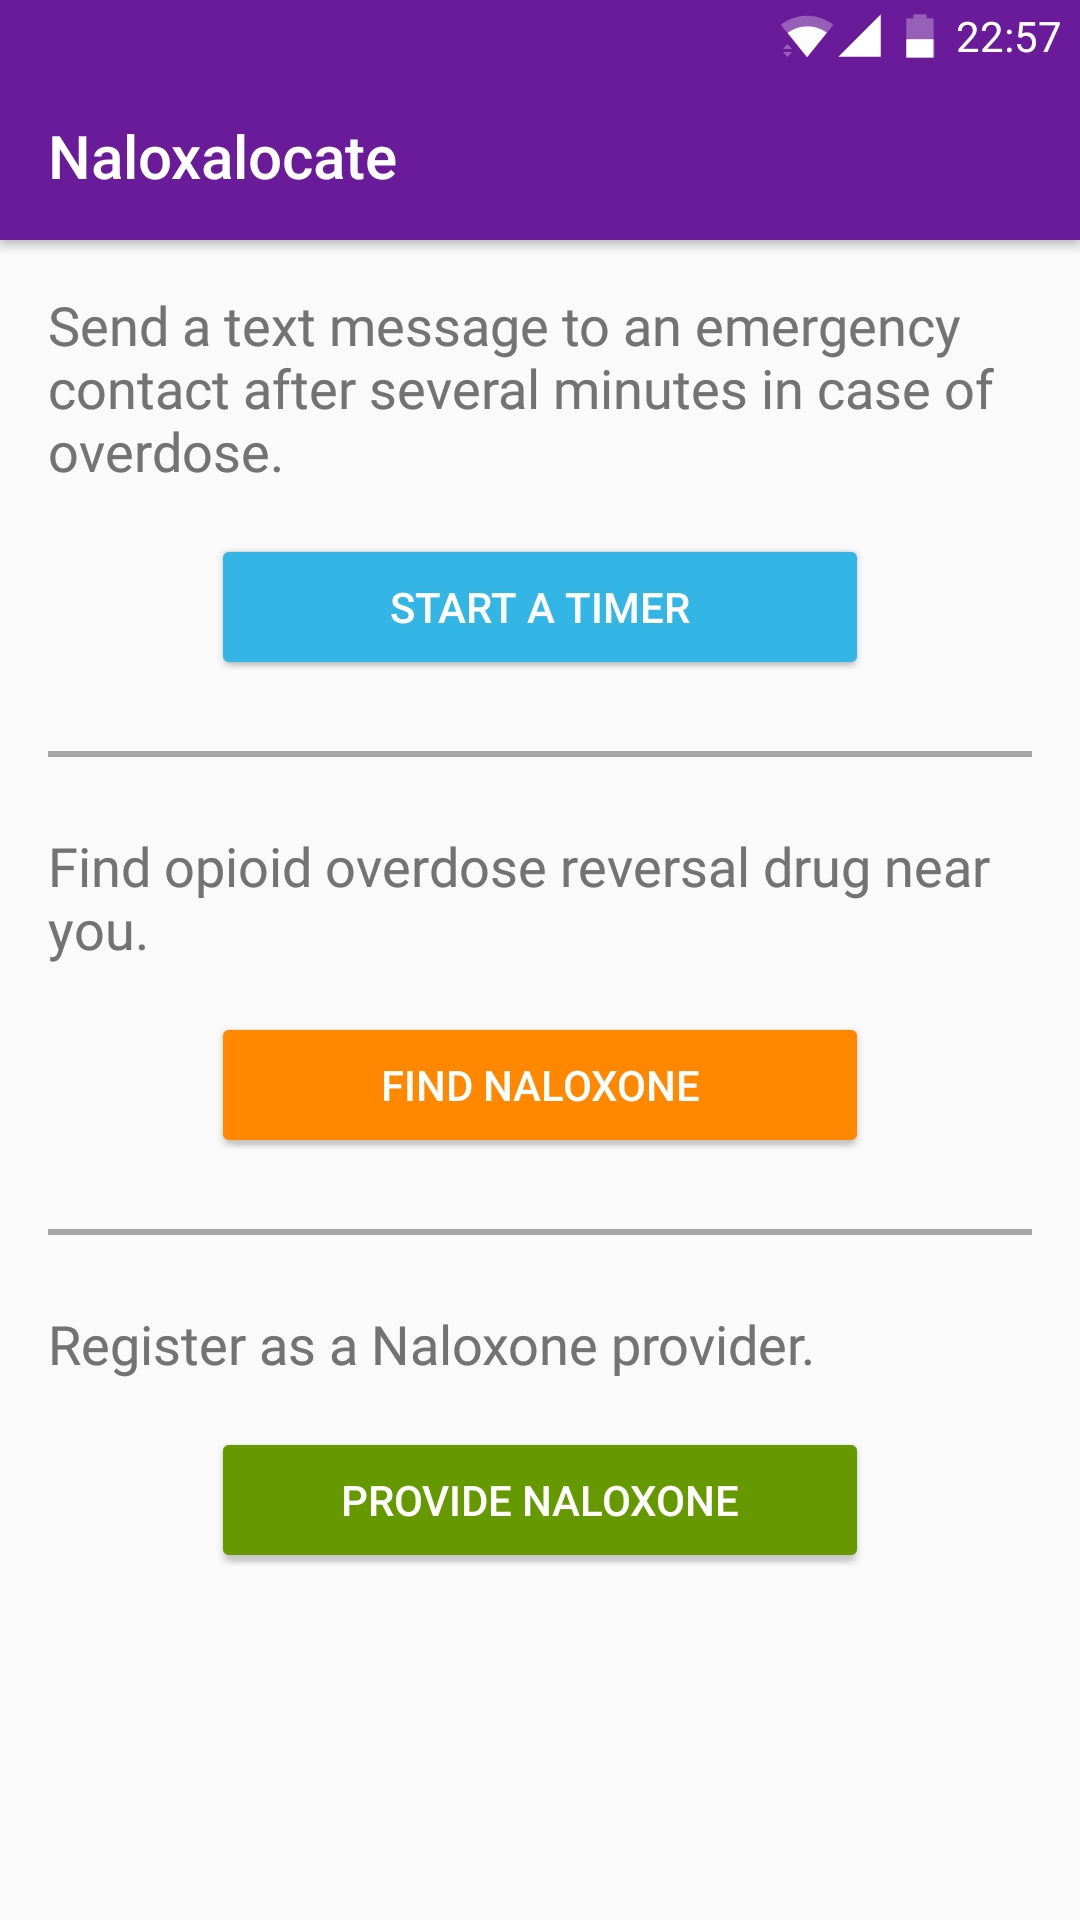 22:57
Naloxalocate
Send a text message to an emergency
contact after several minutes in case of
overdose.
START A TIMER
Find opioid overdose reversal drug near
you.
FIND NALOXONE
Register as a Naloxone provider.
PROVIDE NALOXONE